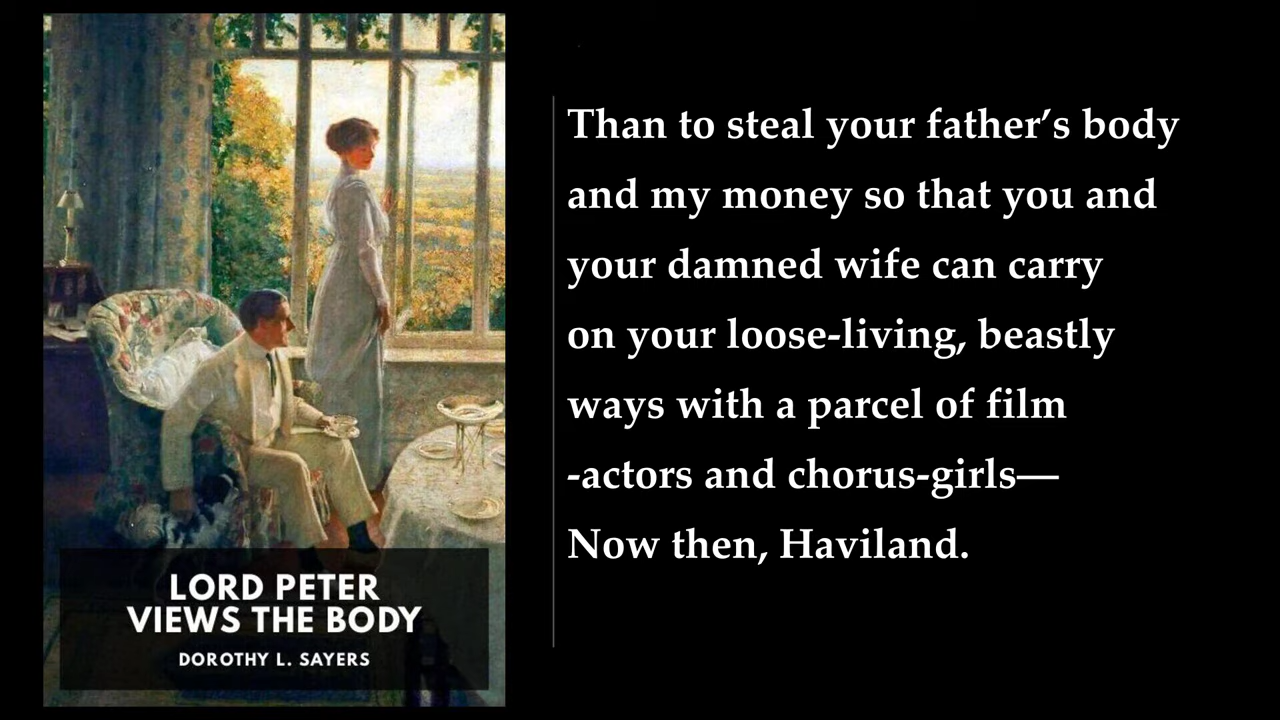 LORD PETER
VIEWS THE BODY
DOROTHY L. SAYERS
Than to steal your father’s body
and my money so that you and
your damned wife can carry
on your loose-living, beastly
ways with a parcel of film
-actors and chorus-girls—
Now then, Haviland.